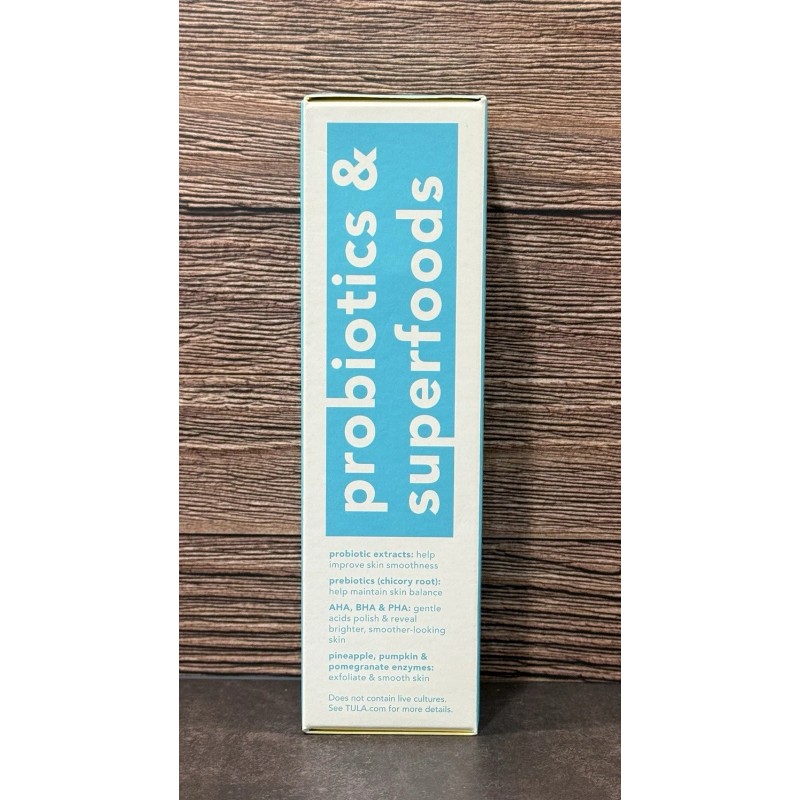 probiotics &
superfoods
probiotic extracts: help
improve skin smoothness
prebiotics (chicory root):
help maintain skin balance
AHA, BHA & PHA: gentle
acids polish & reveal
brighter, smoother-looking
skin
pineapple, pumpkin &
pomegranate enzymes:
exfoliate & smooth skin
Does not contain live cultures.
See TULA.com for more details.